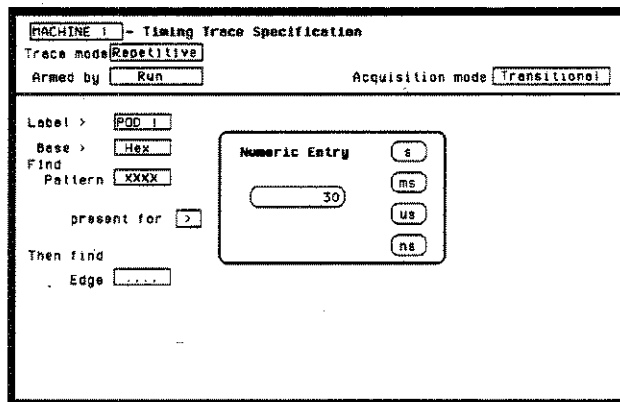 MACHINE 1 - Timing Trace Specification
Trace mode Repetitive
Armed by Run Acquisition mode Transitional
Label > POD 1
Base > Hex
Find
Pattern XXXX
present for >
Then find
Edge ....
Numeric Entry
30
s
ms
us
ns